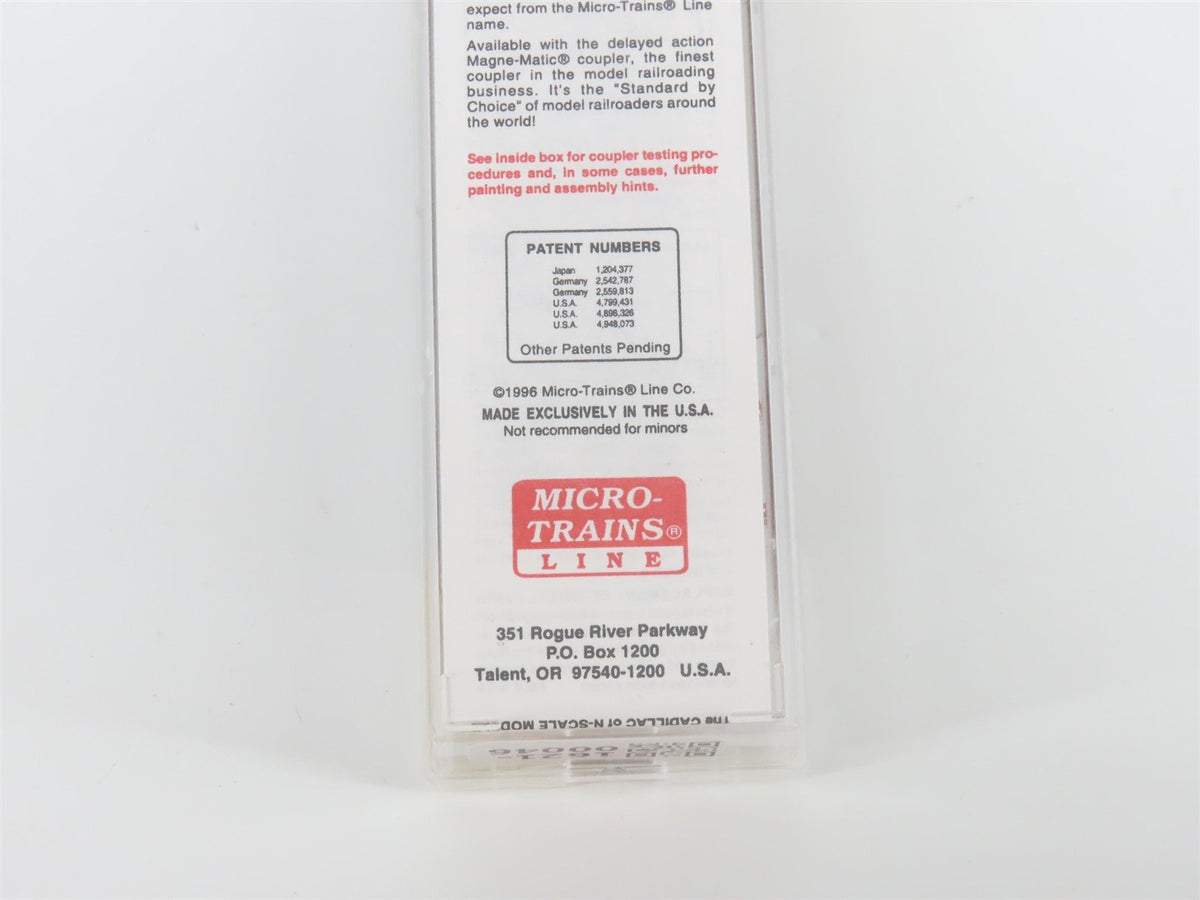 expect from the Micro-Trains® Line
name.
Available with the delayed action
Magne-Matic® coupler, the finest
coupler in the model railroading
business. It's the "Standard by
Choice" of model railroaders around
the world!
See inside box for coupler testing pro-
cedures and, in some cases, further
painting and assembly hints.
PATENT NUMBERS
Japan 1,204,377
Germany 2,542,787
Germany 2,559,813
U.S.A. 4,799,431
U.S.A. 4,898,326
U.S.A. 4,948,073
Other Patents Pending
©1996 Micro-Trains® Line Co.
MADE EXCLUSIVELY IN THE U.S.A.
Not recommended for minors
MICRO-
TRAINS®
LINE
351 Rogue River Parkway
P.O. Box 1200
Talent, OR 97540-1200 U.S.A.
The CADILLAC of N-SCALE